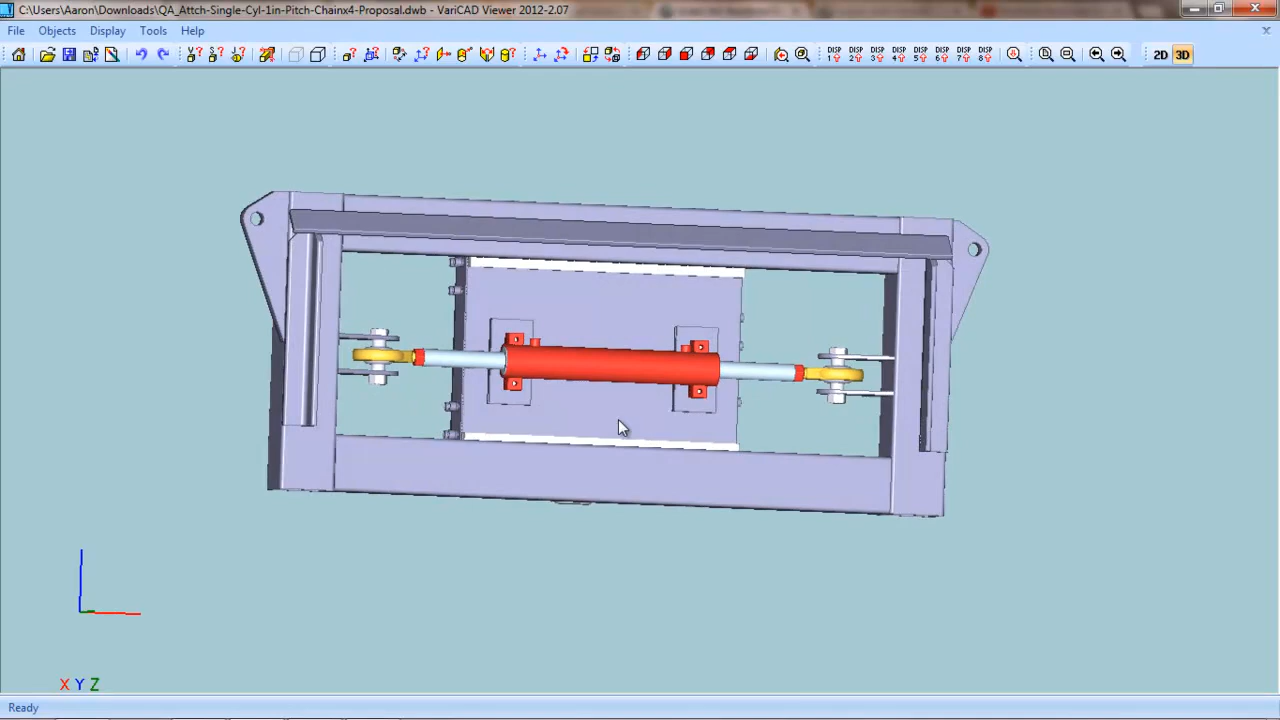 C:\Users\Aaron\Downloads\QA_Attch-Single-Cyl-1in-Pitch-Chainx4-Proposal.dwb - VariCAD Viewer 2012-2.07
File Objects Display Tools Help
DISP 1 DISP 2 DISP 3 DISP 4 DISP 5 DISP 6 DISP 7 DISP 8 2D 3D
X Y Z
Ready